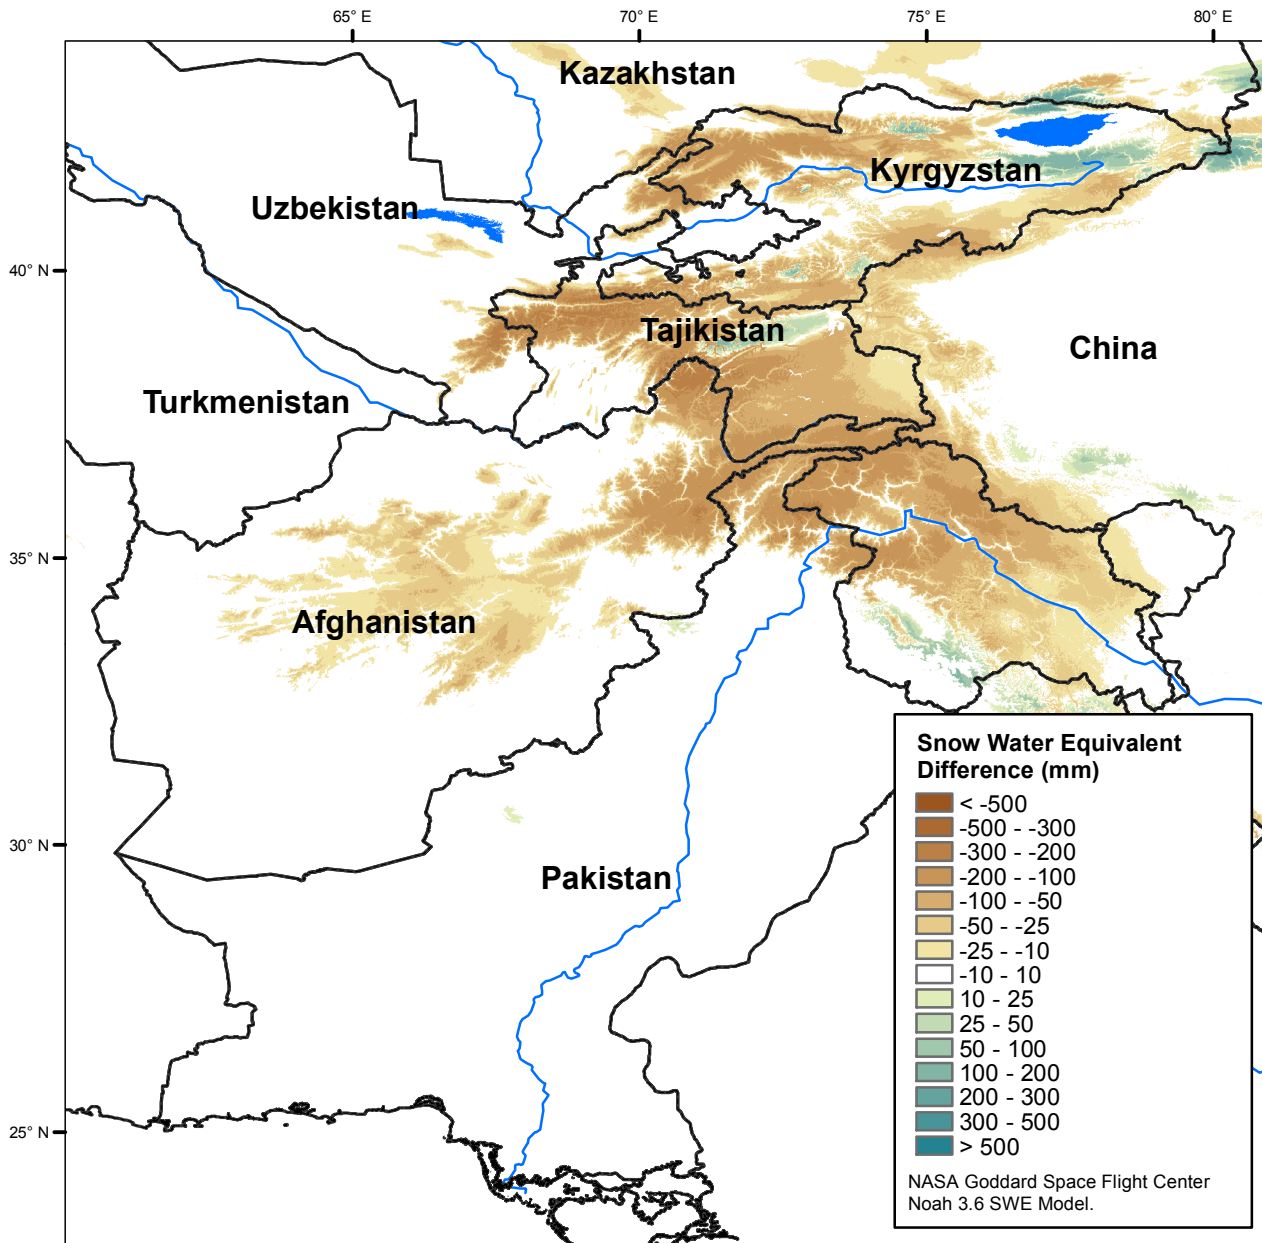 65° E
70° E
75° E
80° E
Kazakhstan
Kyrgyzstan
Uzbekistan
40° N
Tajikistan
China
Turkmenistan
35° N
Afghanistan
Snow Water Equivalent
Difference (mm)
< -500
-500 - -300
-300 - -200
-200 - -100
-100 - -50
-50 - -25
-25 - -10
-10 - 10
10 - 25
25 - 50
50 - 100
100 - 200
200 - 300
300 - 500
> 500
NASA Goddard Space Flight Center
Noah 3.6 SWE Model.
30° N
Pakistan
25° N